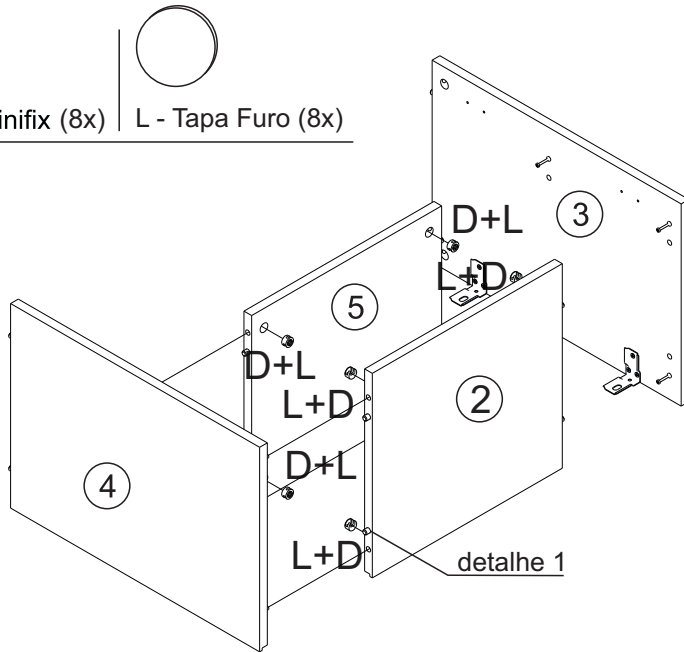 inifix (8x)
L - Tapa Furo (8x)
3
D+L
L+D
5
D+L
L+D
2
D+L
4
L+D
detalhe 1